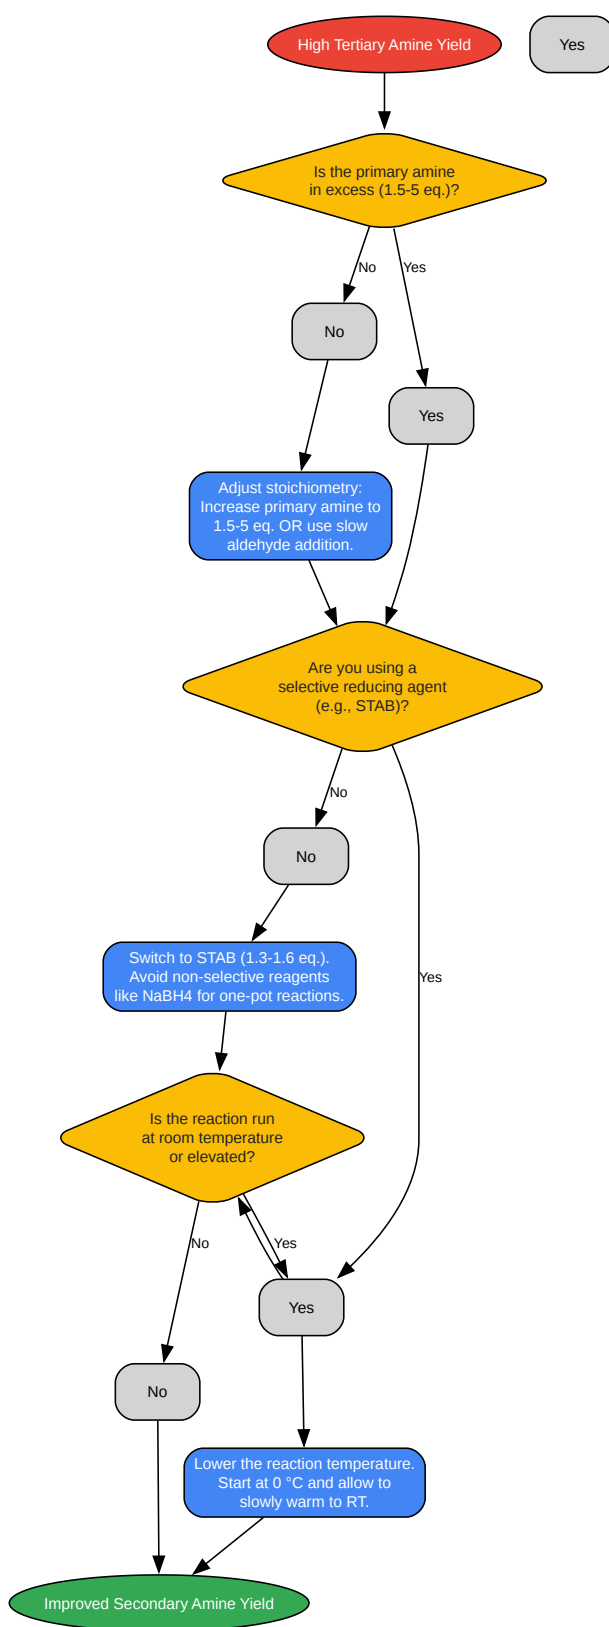 High Tertiary Amine Yield
Yes
Is the primary amine
in excess (1.5-5 eq.)?
No
Yes
No
Yes
Adjust stoichiometry:
Increase primary amine to
1.5-5 eq. OR use slow
aldehyde addition.
Are you using a
selective reducing agent
(e.g., STAB)?
No
No
Switch to STAB (1.3-1.6 eq.).
Avoid non-selective reagents
like NaBH4 for one-pot reactions.
Yes
Is the reaction run
at room temperature
or elevated?
No
Yes
Yes
No
Lower the reaction temperature.
Start at 0 °C and allow to
slowly warm to RT.
Improved Secondary Amine Yield